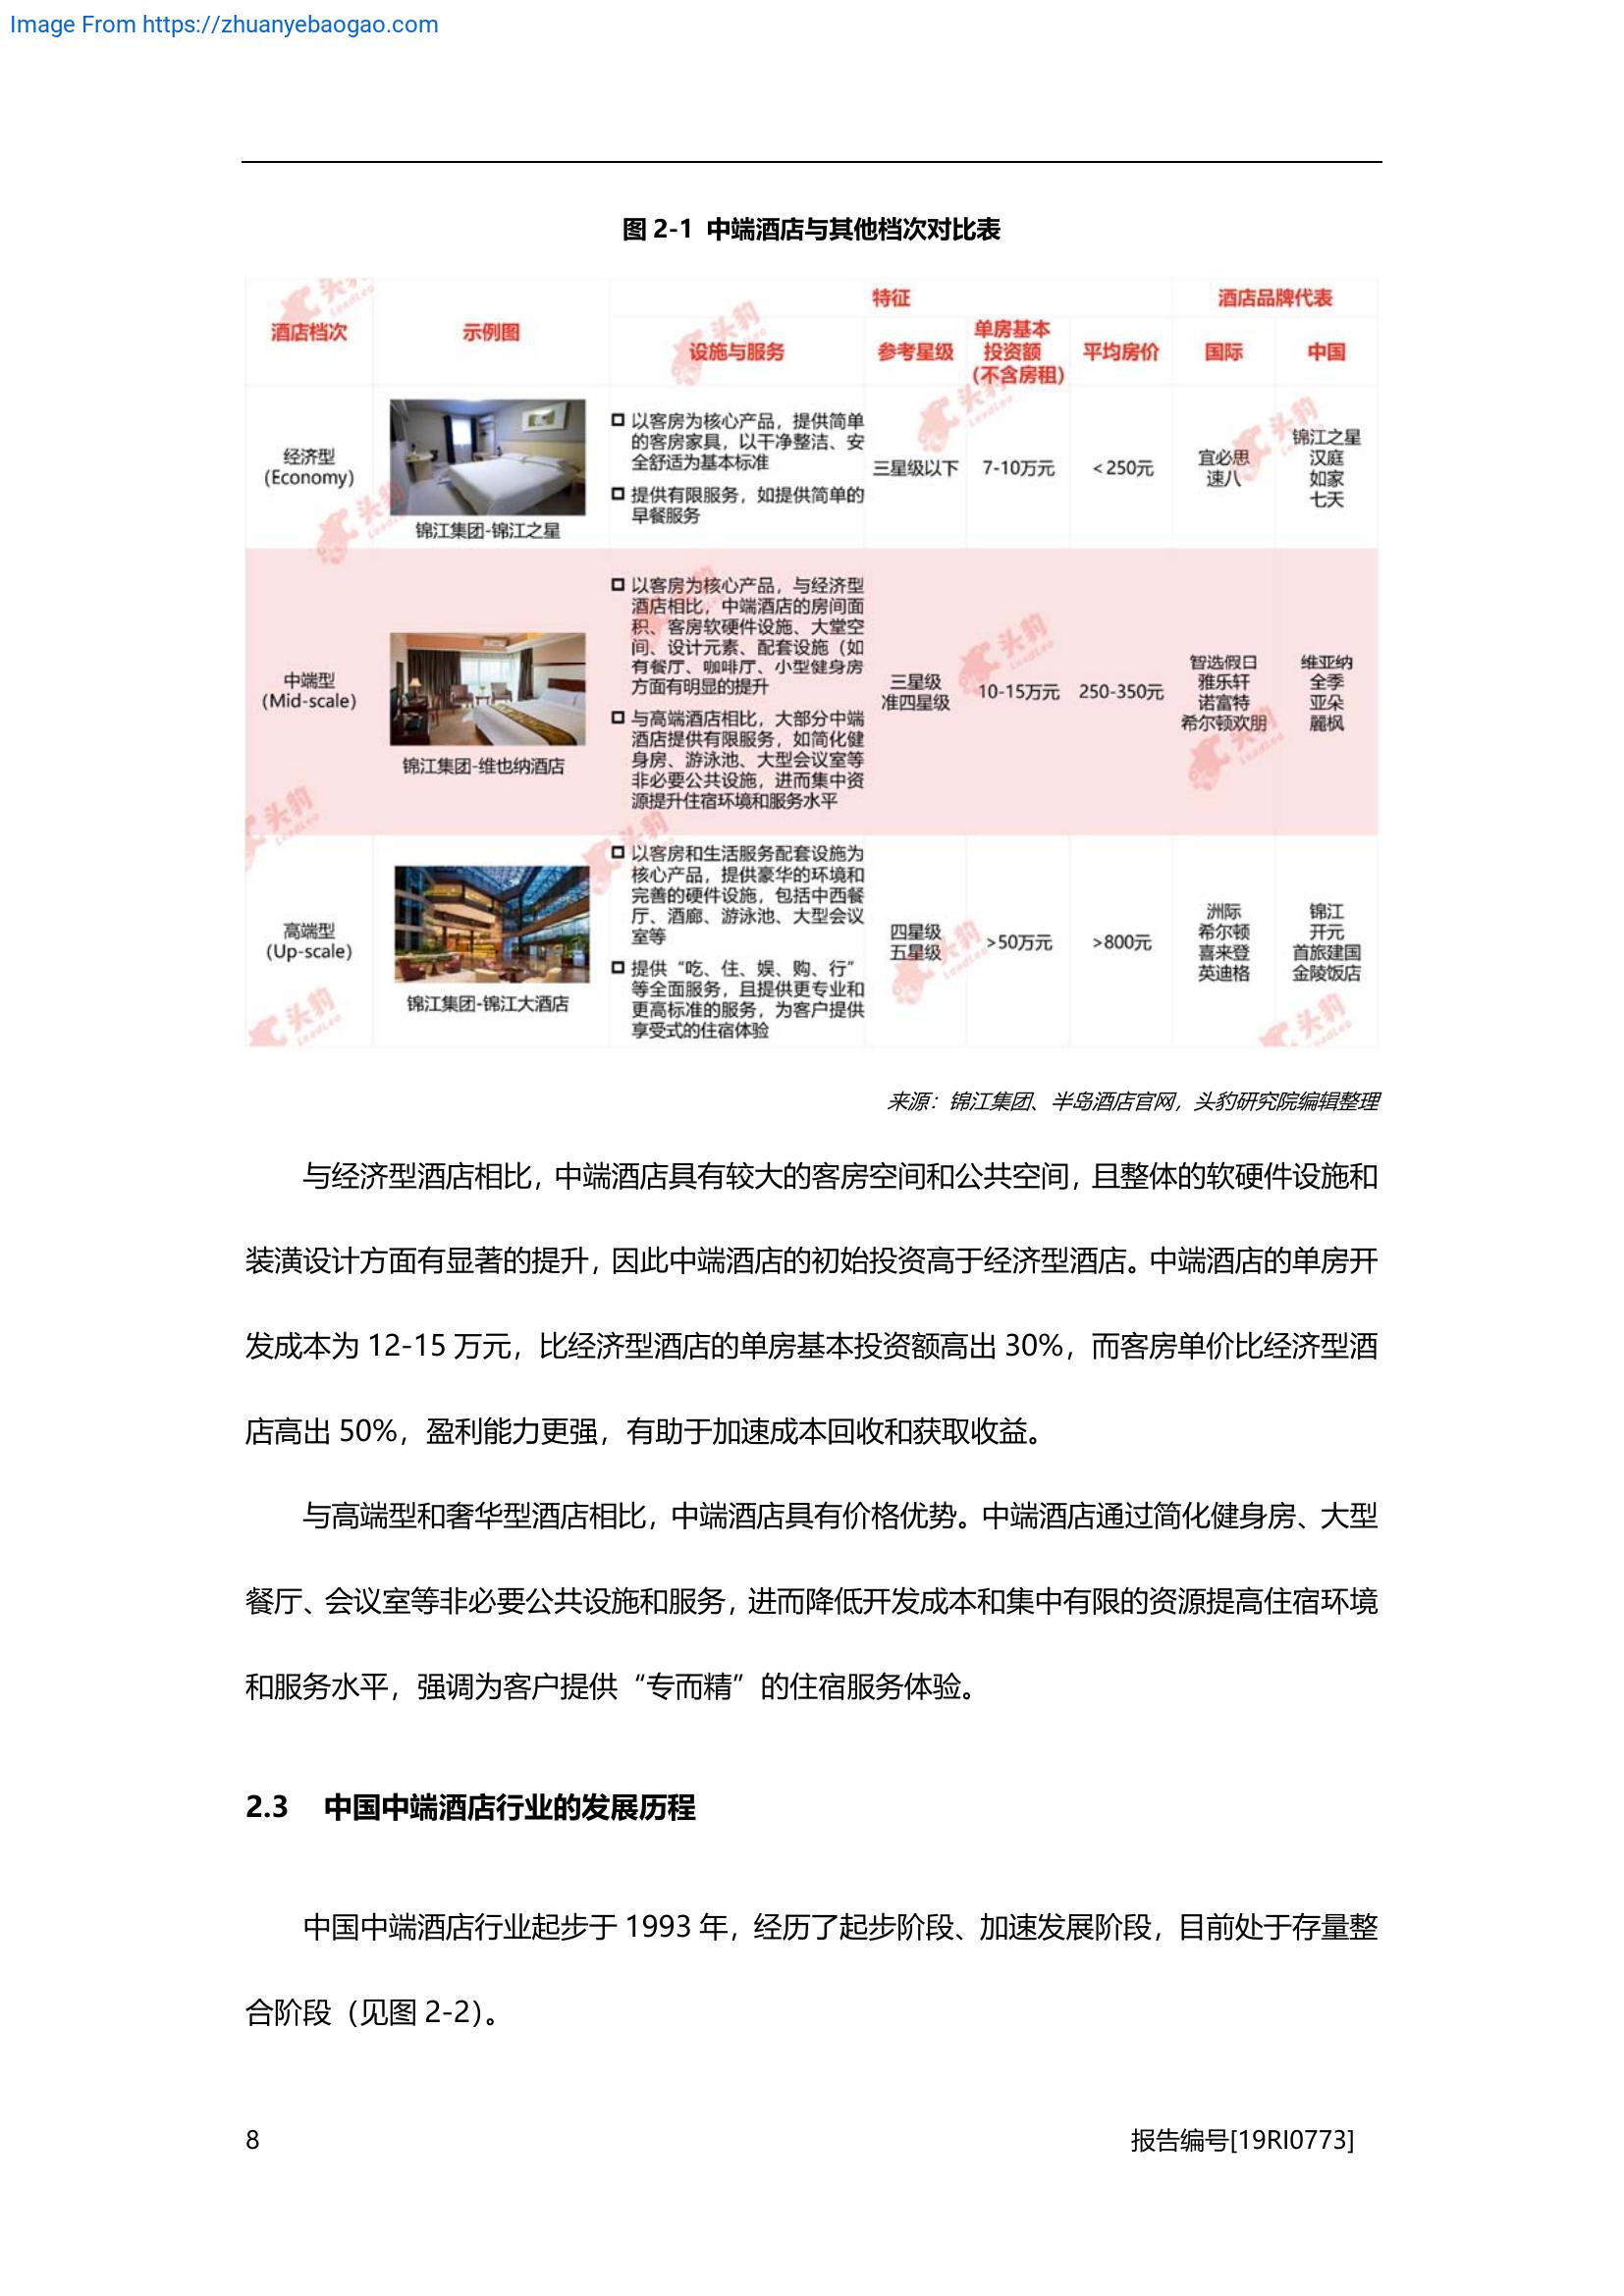 Image From https://zhuanyebaogao.com
图 2-1 中端酒店与其他档次对比表
酒店档次
示例图
特征
酒店品牌代表
设施与服务
参考星级
单房基本
投资额
(不含房租)
平均房价
国际
中国
经济型
(Economy)
锦江集团-锦江之星
以客房为核心产品，提供简单
的客房家具，以干净整洁、安
全舒适为基本标准
提供有限服务，如提供简单的
早餐服务
三星级以下
7-10万元
<250元
宜必思
速八
锦江之星
汉庭
如家
七天
中端型
(Mid-scale)
锦江集团-维也纳酒店
以客房为核心产品，与经济型
酒店相比，中端酒店的房间面
积、客房软硬件设施、大堂空
间、设计元素、配套设施（如
有餐厅、咖啡厅、小型健身房
方面有明显的提升
与高端酒店相比，大部分中端
酒店提供有限服务，如简化健
身房、游泳池、大型会议室等
非必要公共设施，进而集中资
源提升住宿环境和服务水平
三星级
准四星级
10-15万元
250-350元
智选假日
雅乐轩
诺富特
希尔顿欢朋
维亚纳
全季
亚朵
麗枫
高端型
(Up-scale)
锦江集团-锦江大酒店
以客房和生活服务配套设施为
核心产品，提供豪华的环境和
完善的硬件设施，包括中西餐
厅、酒廊、游泳池、大型会议
室等
提供“吃、住、娱、购、行”
等全面服务，且提供更专业和
更高标准的服务，为客户提供
享受式的住宿体验
四星级
五星级
>50万元
>800元
洲际
希尔顿
喜来登
英迪格
锦江
开元
首旅建国
金陵饭店
来源：锦江集团、半岛酒店官网，头豹研究院编辑整理
与经济型酒店相比，中端酒店具有较大的客房空间和公共空间，且整体的软硬件设施和
装潢设计方面有显著的提升，因此中端酒店的初始投资高于经济型酒店。中端酒店的单房开
发成本为 12-15 万元，比经济型酒店的单房基本投资额高出 30%，而客房单价比经济型酒
店高出 50%，盈利能力更强，有助于加速成本回收和获取收益。
与高端型和奢华型酒店相比，中端酒店具有价格优势。中端酒店通过简化健身房、大型
餐厅、会议室等非必要公共设施和服务，进而降低开发成本和集中有限的资源提高住宿环境
和服务水平，强调为客户提供“专而精”的住宿服务体验。
2.3 中国中端酒店行业的发展历程
中国中端酒店行业起步于 1993 年，经历了起步阶段、加速发展阶段，目前处于存量整
合阶段（见图 2-2）。
8
报告编号[19RI0773]